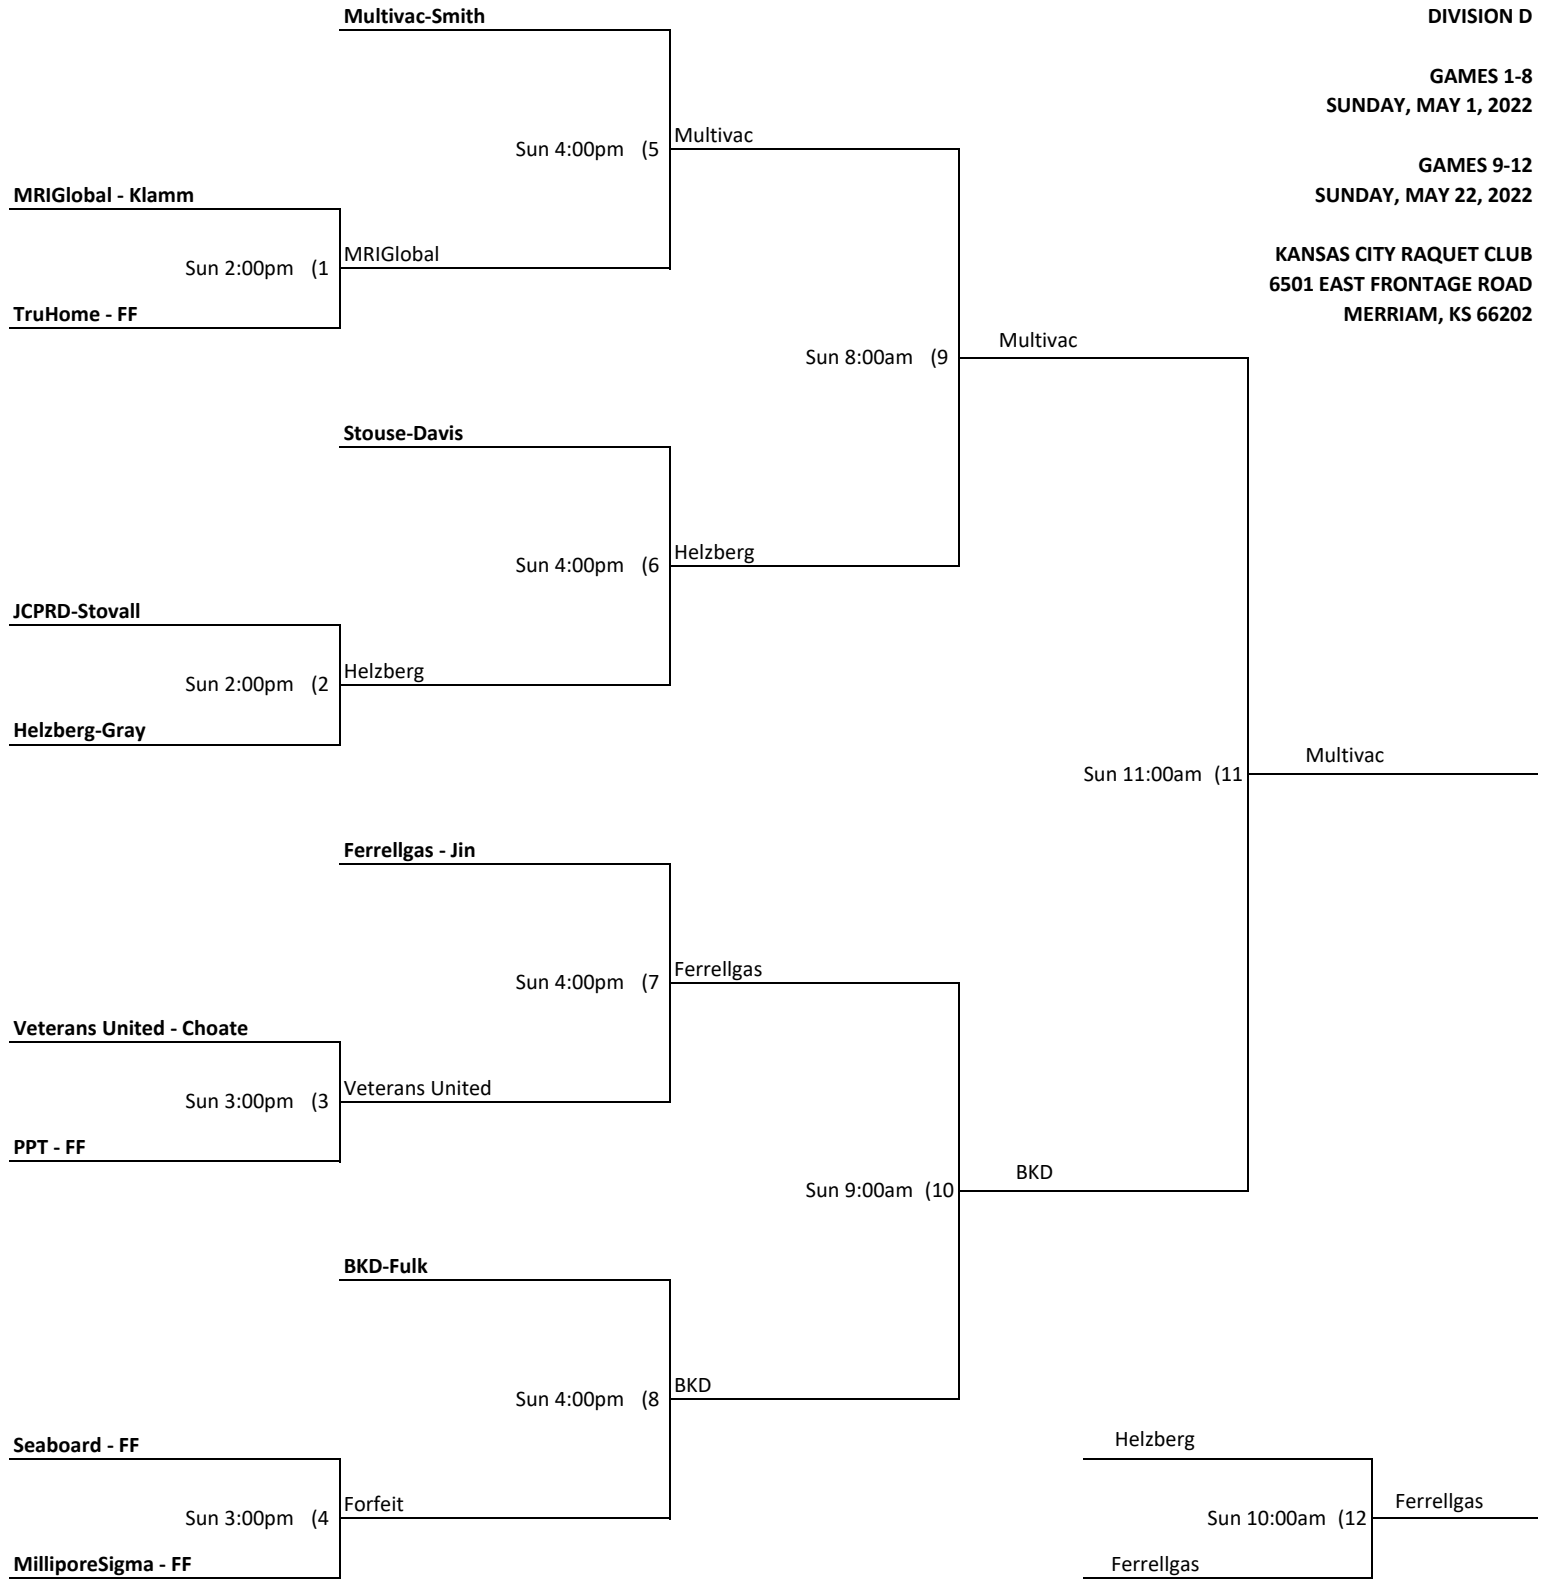 Multivac-Smith
DIVISION D
GAMES 1-8
SUNDAY, MAY 1, 2022
Sun 4:00pm (5
Multivac
GAMES 9-12
MRIGlobal - Klamm
SUNDAY, MAY 22, 2022
Sun 2:00pm (1
MRIGlobal
KANSAS CITY RAQUET CLUB
6501 EAST FRONTAGE ROAD
TruHome - FF
MERRIAM, KS 66202
Sun 8:00am (9
Multivac
Stouse-Davis
Sun 4:00pm (6
Helzberg
JCPRD-Stovall
Sun 2:00pm (2
Helzberg
Helzberg-Gray
Sun 11:00am (11
Multivac
Ferrellgas - Jin
Sun 4:00pm (7
Ferrellgas
Veterans United - Choate
Sun 3:00pm (3
Veterans United
PPT - FF
Sun 9:00am (10
BKD
BKD-Fulk
Sun 4:00pm (8
BKD
Seaboard - FF
Helzberg
Sun 3:00pm (4
Forfeit
Sun 10:00am (12
Ferrellgas
MilliporeSigma - FF
Ferrellgas